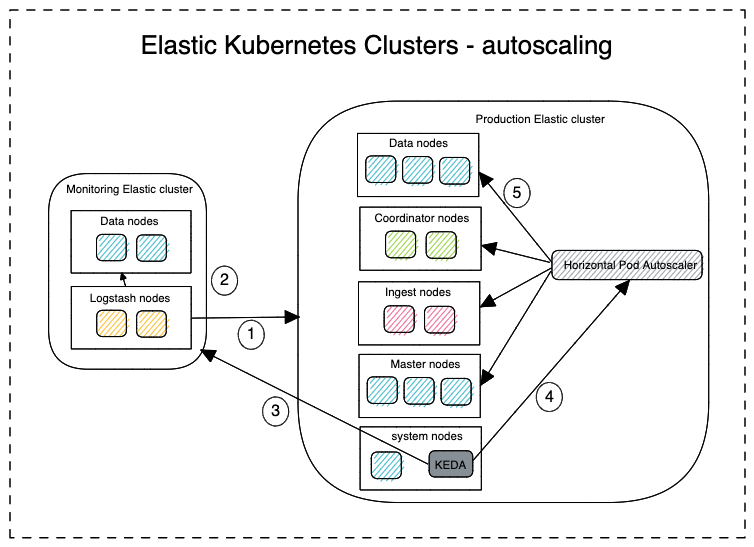 Elastic Kubernetes Clusters - autoscaling
Production Elastic cluster
Data nodes
5
Coordinator nodes
Horizontal Pod Autoscaler
Ingest nodes
Master nodes
4
system nodes
KEDA
Monitoring Elastic cluster
Data nodes
2
Logstash nodes
1
3